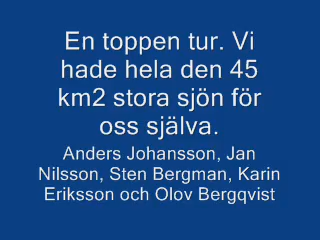 En toppen tur. Vi
hade hela den 45
km2 stora sjön för
oss själva.
Anders Johansson, Jan
Nilsson, Sten Bergman, Karin
Eriksson och Olov Bergqvist